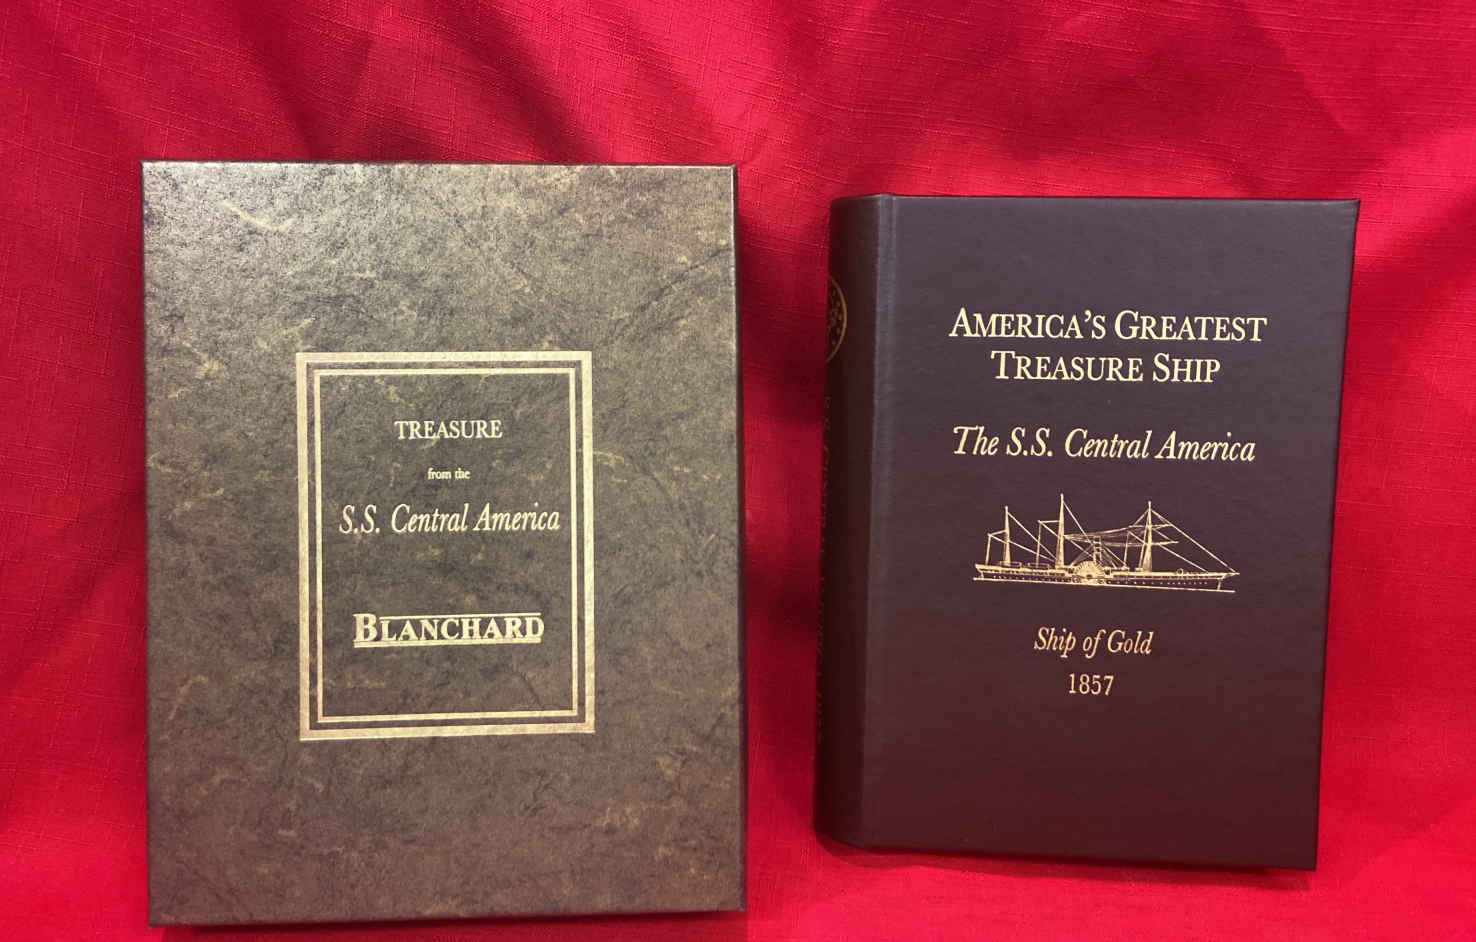 TREASURE
from the
S.S. Central America
BLANCHARD
AMERICA'S GREATEST
TREASURE SHIP
The S.S. Central America
Ship of Gold
1857